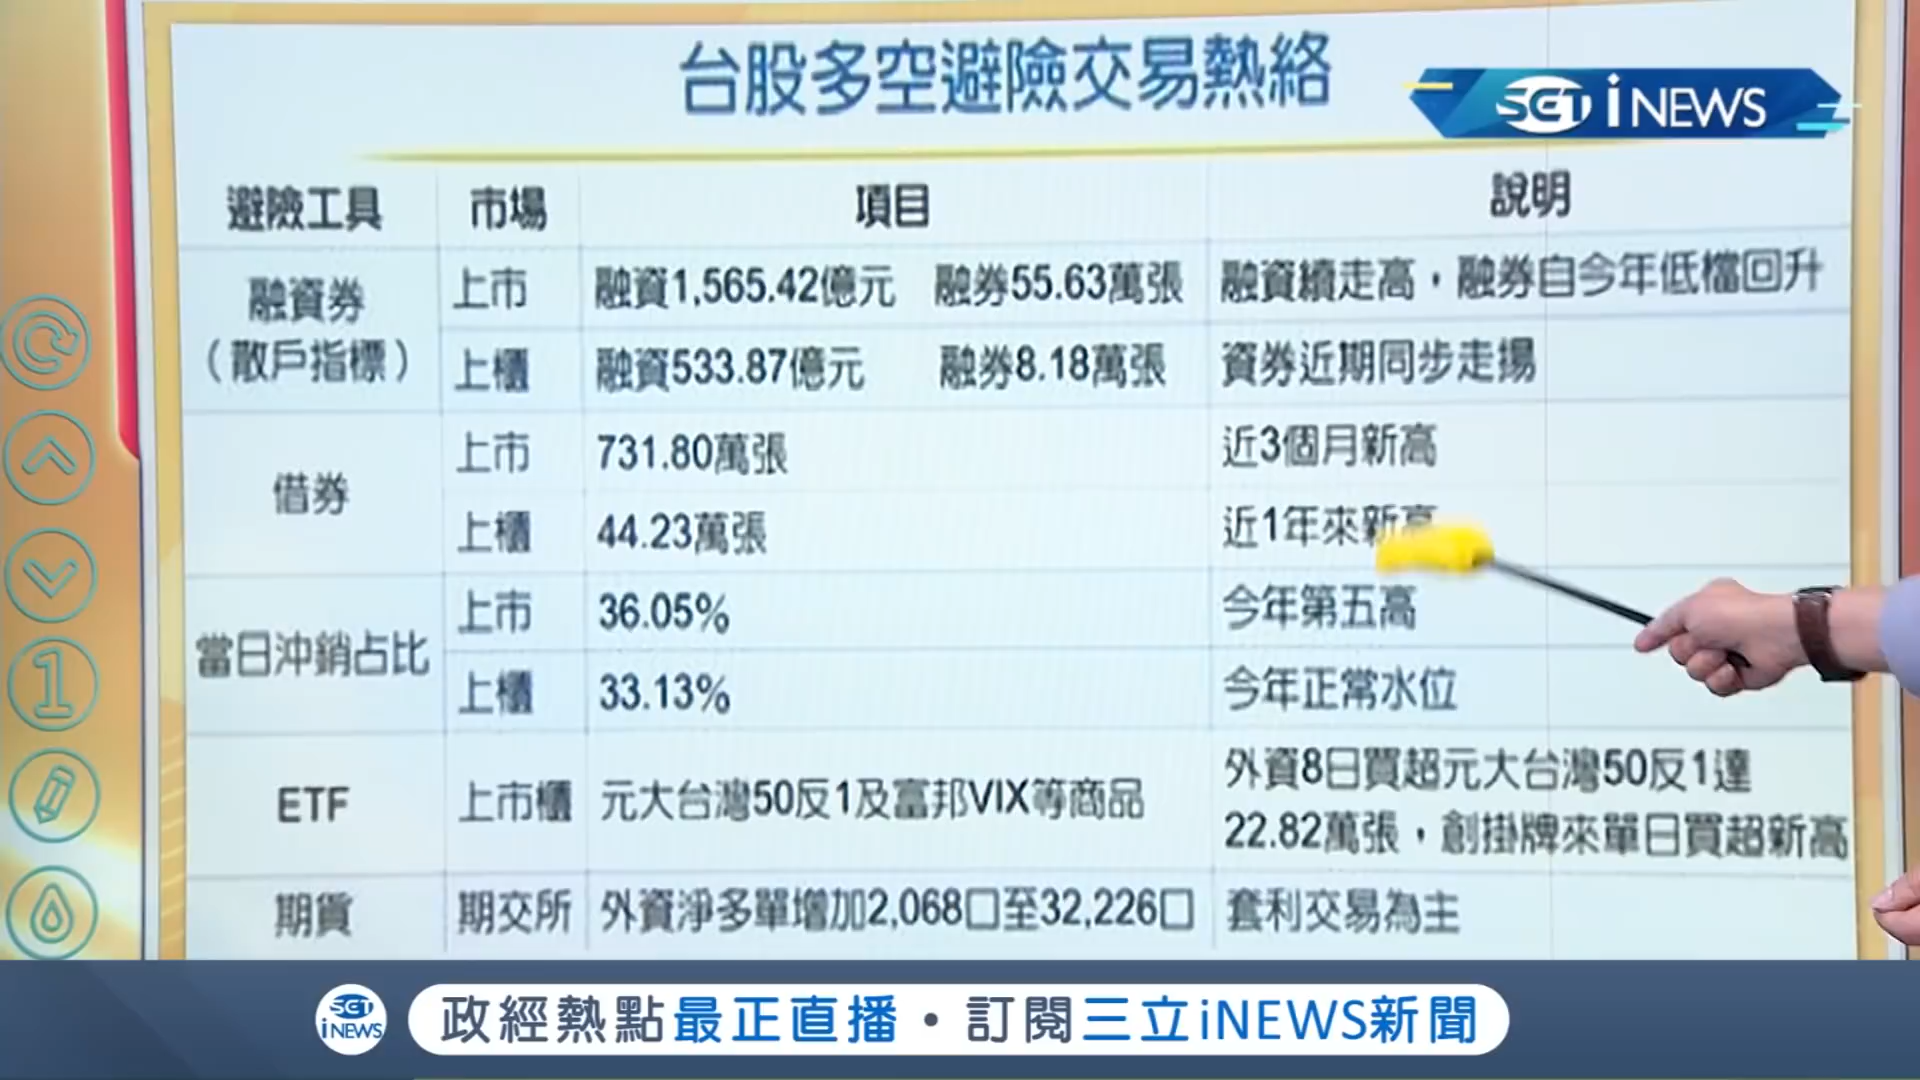 台股多空避險交易熱絡
SET iNEWS
避險工具 市場 項目 說明
融資券
(散戶指標)
上市 融資1,565.42億元 融券55.63萬張 融資續走高,融券自今年低檔回升
上櫃 融資533.87億元 融券8.18萬張 資券近期同步走揚
借券
上市 731.80萬張 近3個月新高
上櫃 44.23萬張 近1年來新高
當日沖銷占比
上市 36.05% 今年第五高
上櫃 33.13% 今年正常水位
ETF 上市櫃 元大台灣50反1及富邦VIX等商品 外資8日買超元大台灣50反1達
22.82萬張,創掛牌來單日買超新高
期貨 期交所 外資淨多單增加2,068口至32,226口 套利交易為主
1
SET iNEWS 政經熱點最正直播・訂閱三立iNEWS新聞